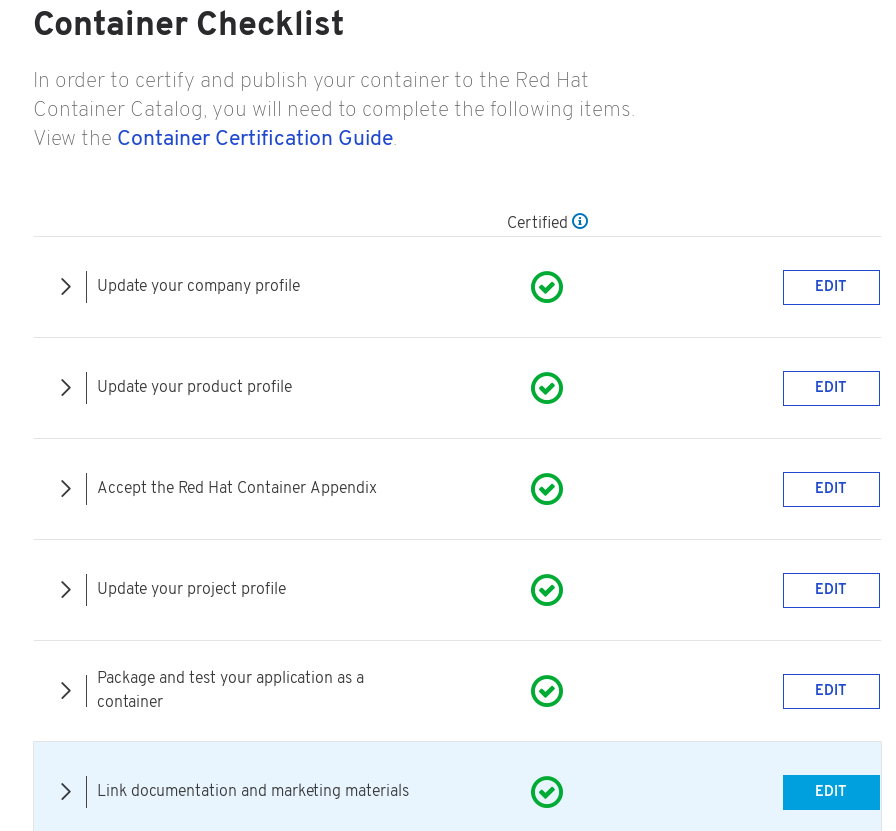 Container Checklist
In order to certify and publish your container to the Red Hat
Container Catalog, you will need to complete the following items.
View the Container Certification Guide.
Certified
Update your company profile
EDIT
Update your product profile
EDIT
Accept the Red Hat Container Appendix
EDIT
Update your project profile
EDIT
Package and test your application as a
container
EDIT
Link documentation and marketing materials
EDIT